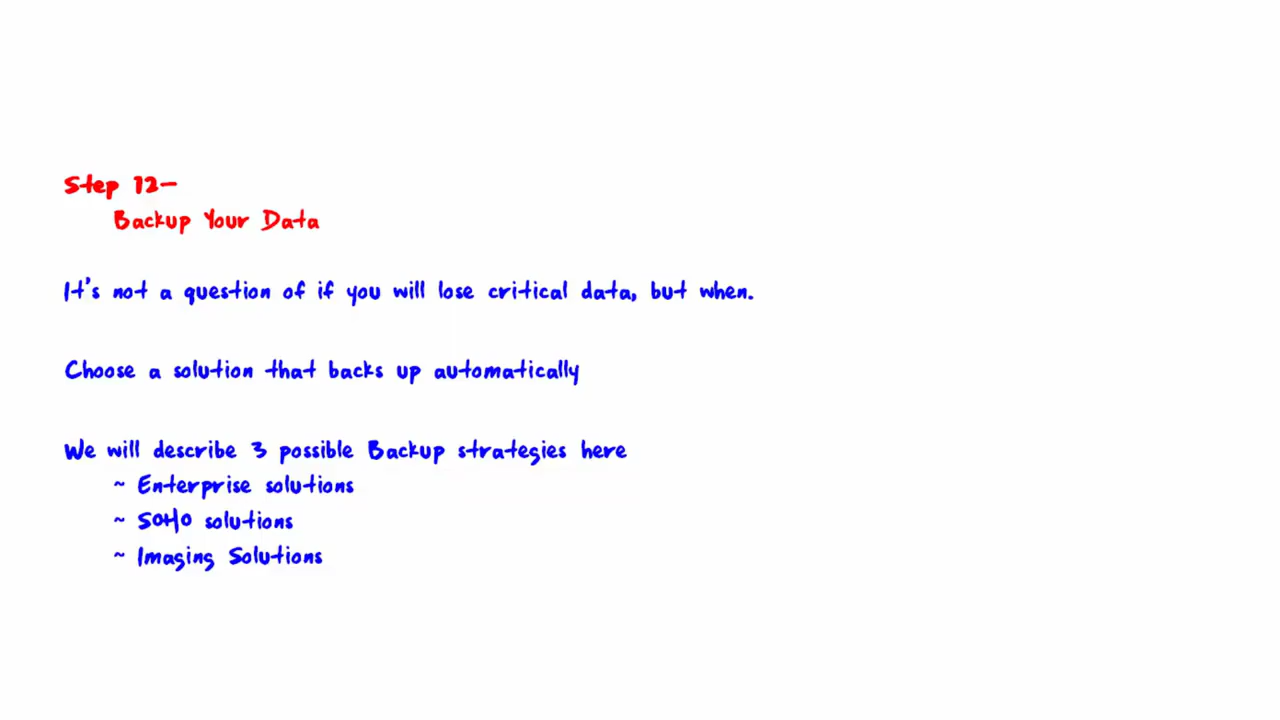 Step 12-
Backup Your Data
It's not a question of if you will lose critical data, but when.
Choose a solution that backs up automatically
We will describe 3 possible Backup strategies here
~ Enterprise solutions
~ SOHO solutions
~ Imaging Solutions